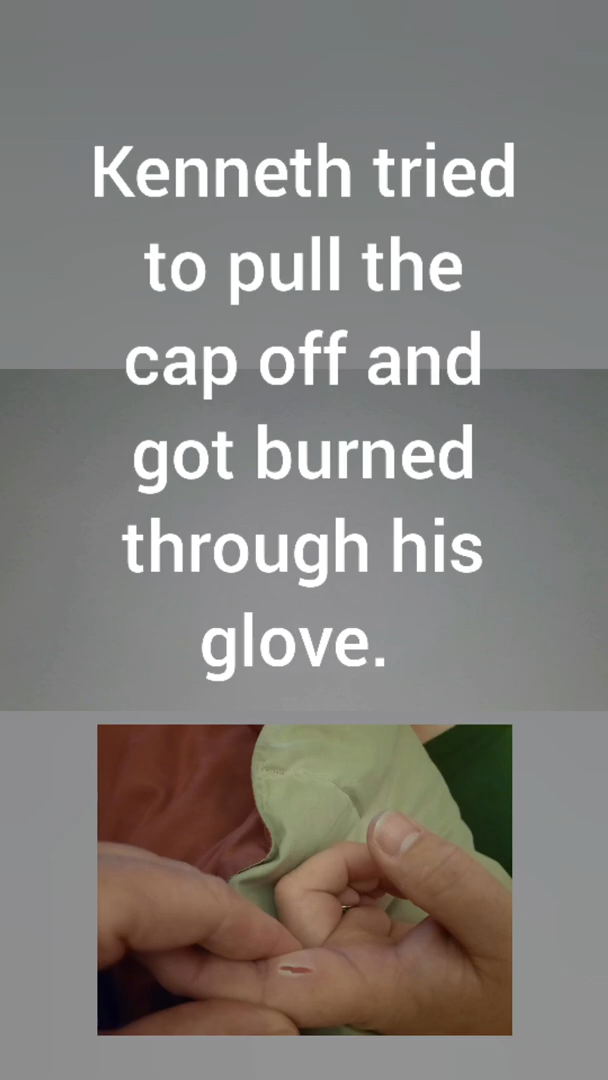 Kenneth tried
to pull the
cap off and
got burned
through his
glove.